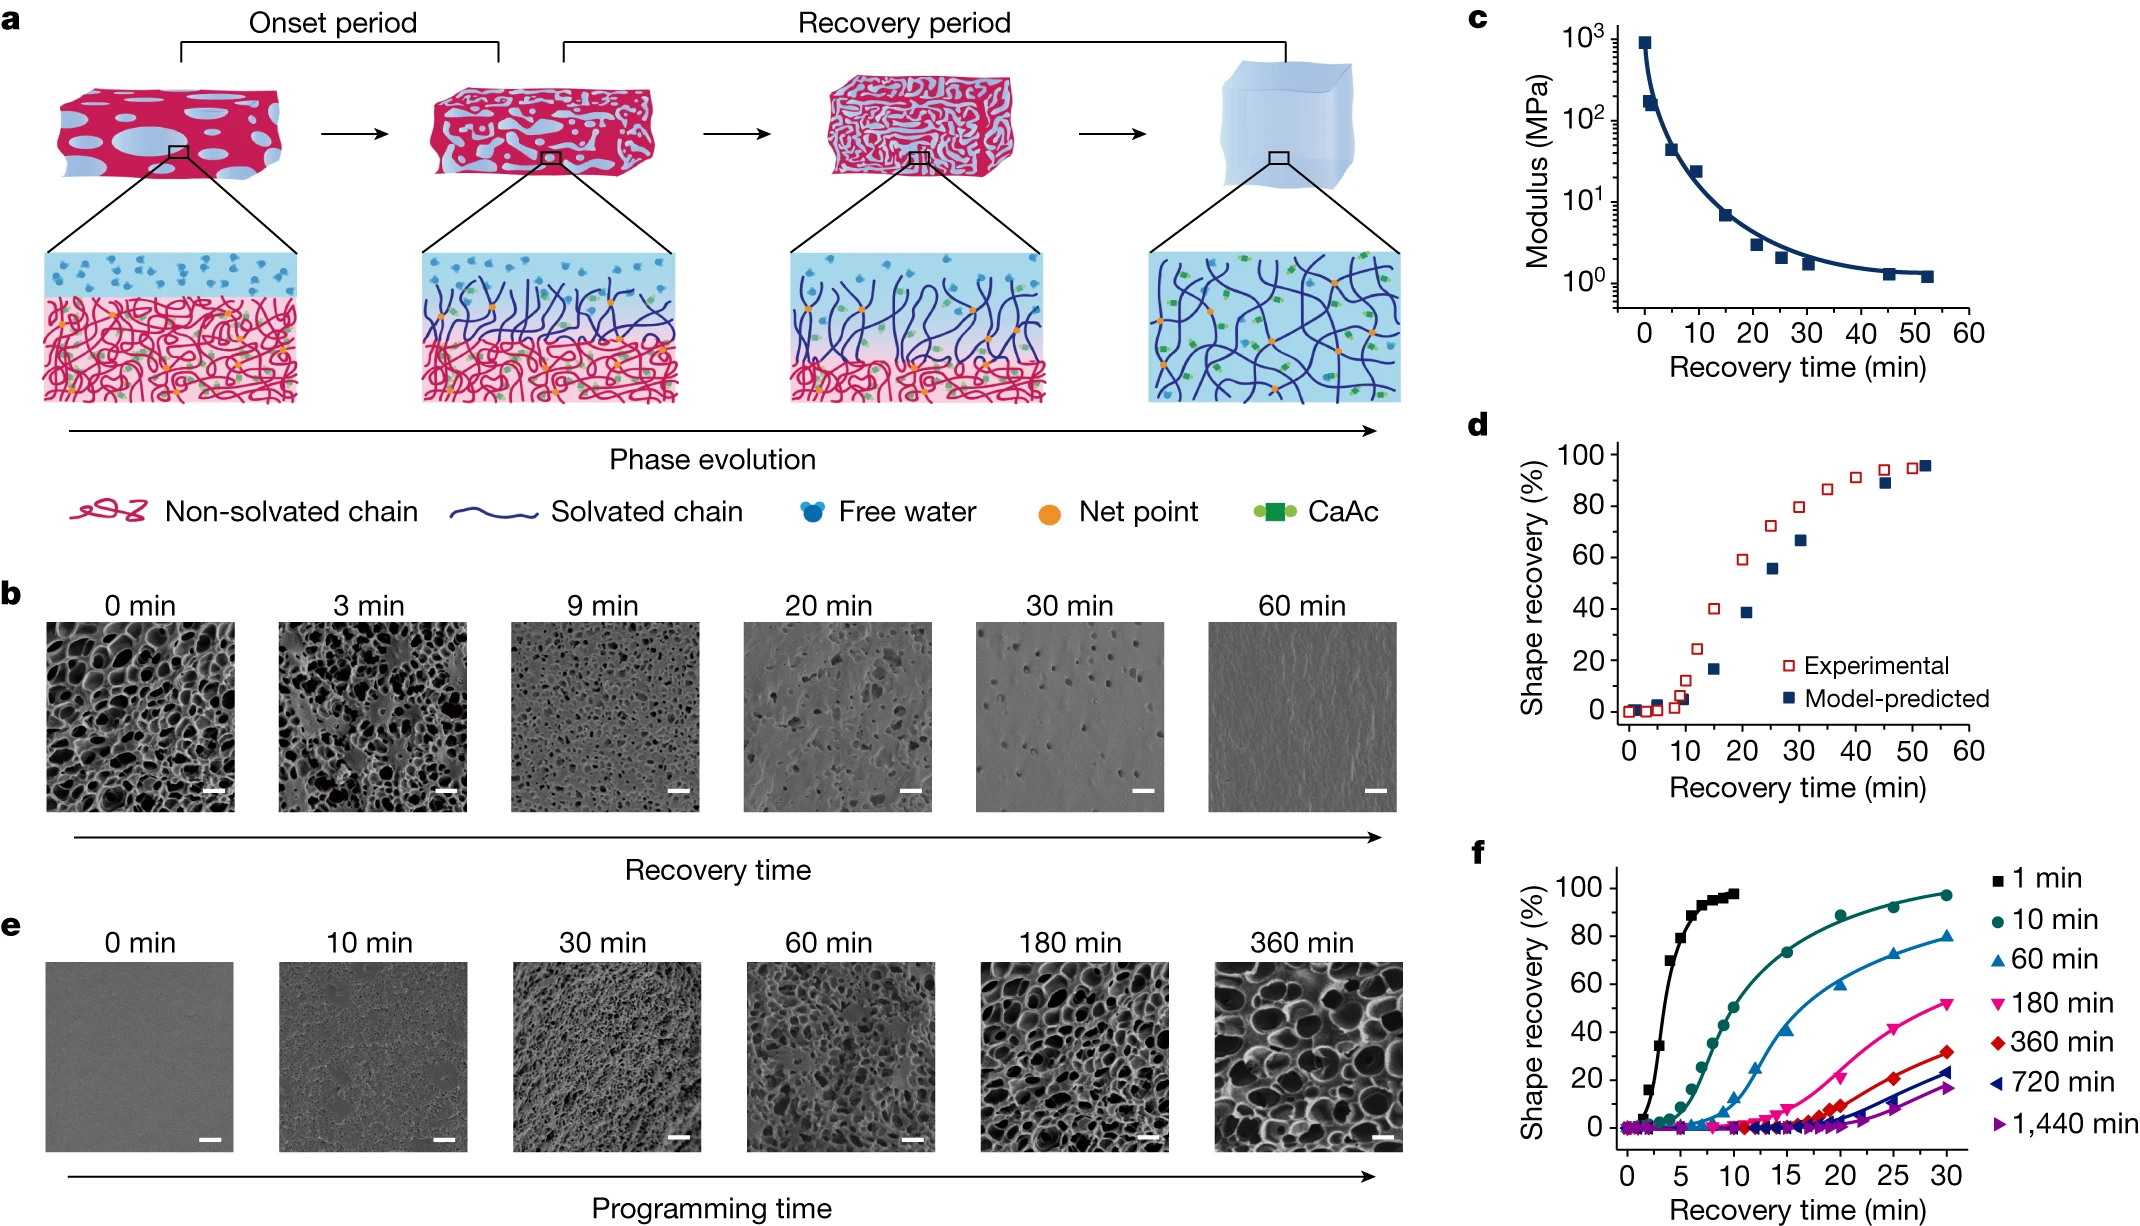 a
Onset period
Recovery period
Phase evolution
Non-solvated chain
Solvated chain
Free water
Net point
CaAc
b
0 min
3 min
9 min
20 min
30 min
60 min
Recovery time
e
0 min
10 min
30 min
60 min
180 min
360 min
Programming time
c
Modulus (MPa)
10³
10²
10¹
10⁰
0 10 20 30 40 50 60
Recovery time (min)
d
Shape recovery (%)
100
80
60
40
20
0
Experimental
Model-predicted
0 10 20 30 40 50 60
Recovery time (min)
f
Shape recovery (%)
100
80
60
40
20
0
0 5 10 15 20 25 30
Recovery time (min)
1 min
10 min
60 min
180 min
360 min
720 min
1,440 min